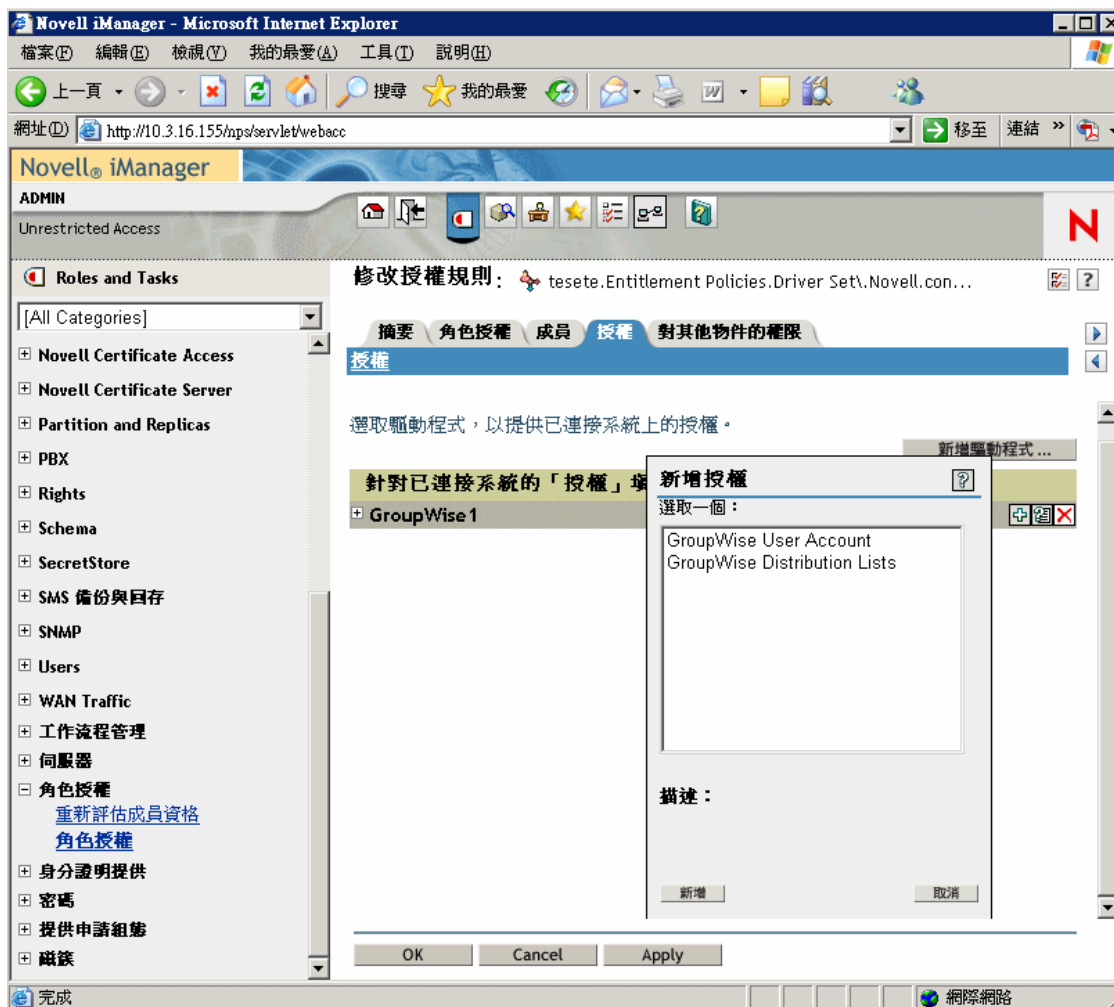 Novell iManager - Microsoft Internet Explorer
檔案(F) 編輯(E) 檢視(V) 我的最愛(A) 工具(T) 說明(H)
上一頁 搜尋 我的最愛
網址(D) http://10.3.16.155/nps/servlet/webacc 移至 連結 »
Novell® iManager
ADMIN
Unrestricted Access
N
Roles and Tasks
[All Categories]
Novell Certificate Access
Novell Certificate Server
Partition and Replicas
PBX
Rights
Schema
SecretStore
SMS 備份與回存
SNMP
Users
WAN Traffic
工作流程管理
伺服器
角色授權
重新評估成員資格
角色授權
身分證明提供
密碼
提供申請組態
磁簇
修改授權規則: tesete.Entitlement Policies.Driver Set\.Novell.con...
摘要 角色授權 成員 授權 對其他物件的權限
授權
選取驅動程式，以提供已連接系統上的授權。
新增驅動程式 ...
針對已連接系統的「授權」
GroupWise1
新增授權
選取一個：
GroupWise User Account
GroupWise Distribution Lists
描述：
新增 取消
OK Cancel Apply
完成 網際網路